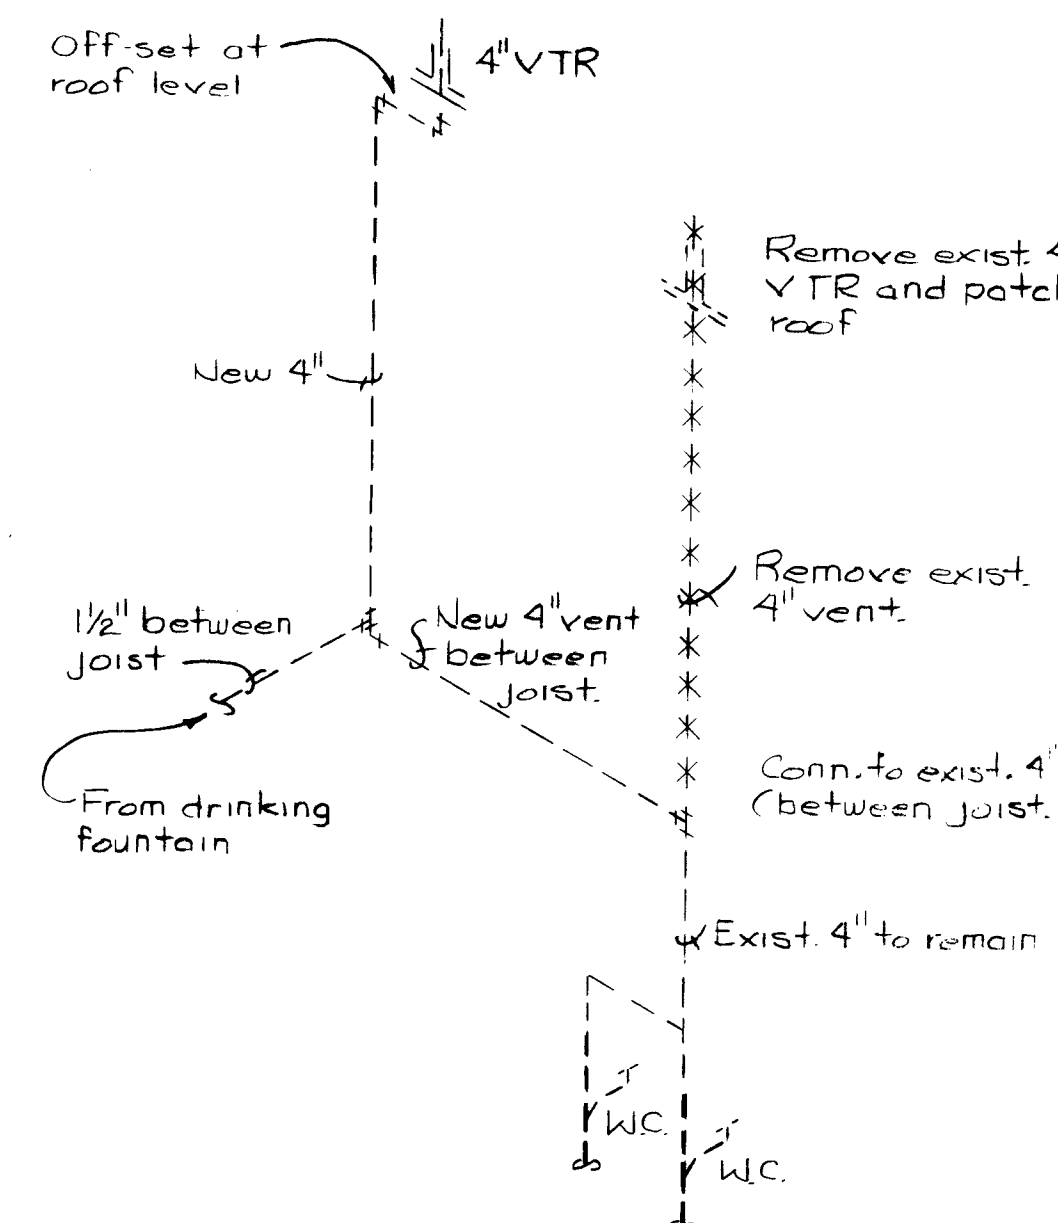 Off-set at
roof level
4" VTR
Remove exist. 4
VTR and patch
roof
New 4"
Remove exist.
4" vent.
1½" between
joist
New 4" vent
between
joist.
From drinking
fountain
Conn. to exist. 4"
(between joist.
Exist. 4" to remain
W.C.
W.C.